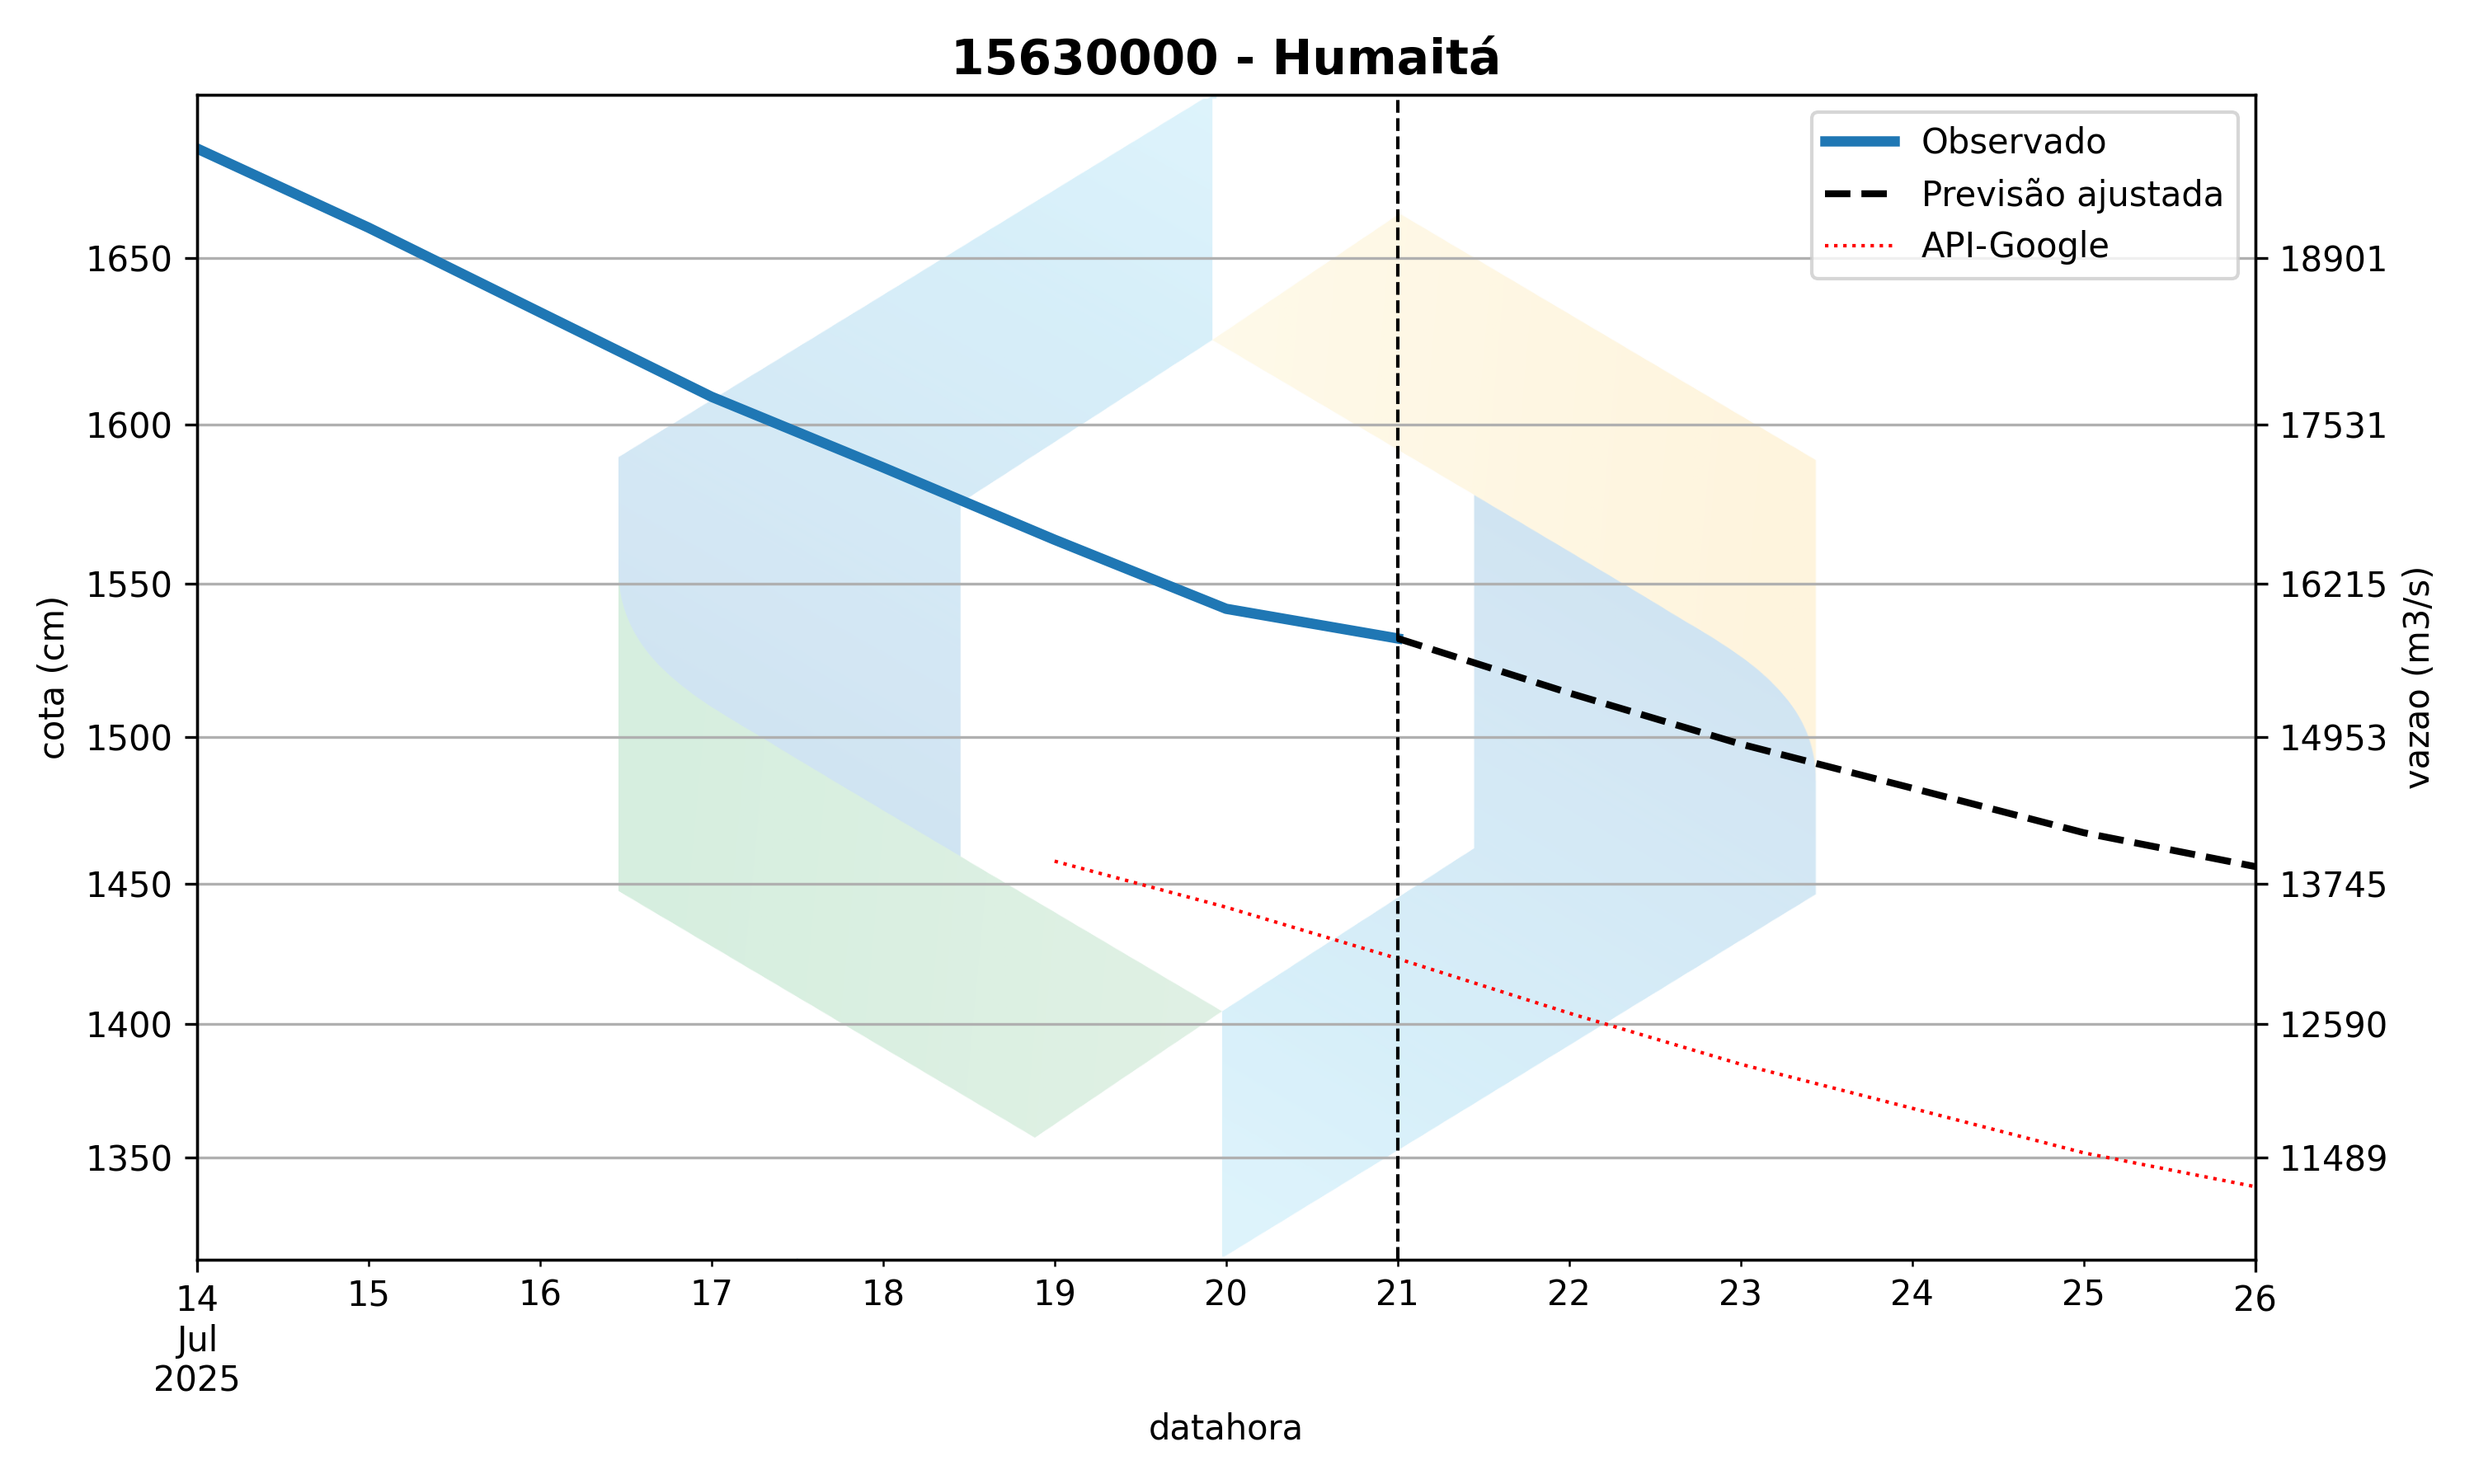 15630000 - Humaitá
Observado
Previsão ajustada
API-Google
cota (cm)
1650
1600
1550
1500
1450
1400
1350
18901
17531
16215
14953
13745
12590
11489
vazao (m3/s)
14 15 16 17 18 19 20 21 22 23 24 25 26
Jul
2025
datahora